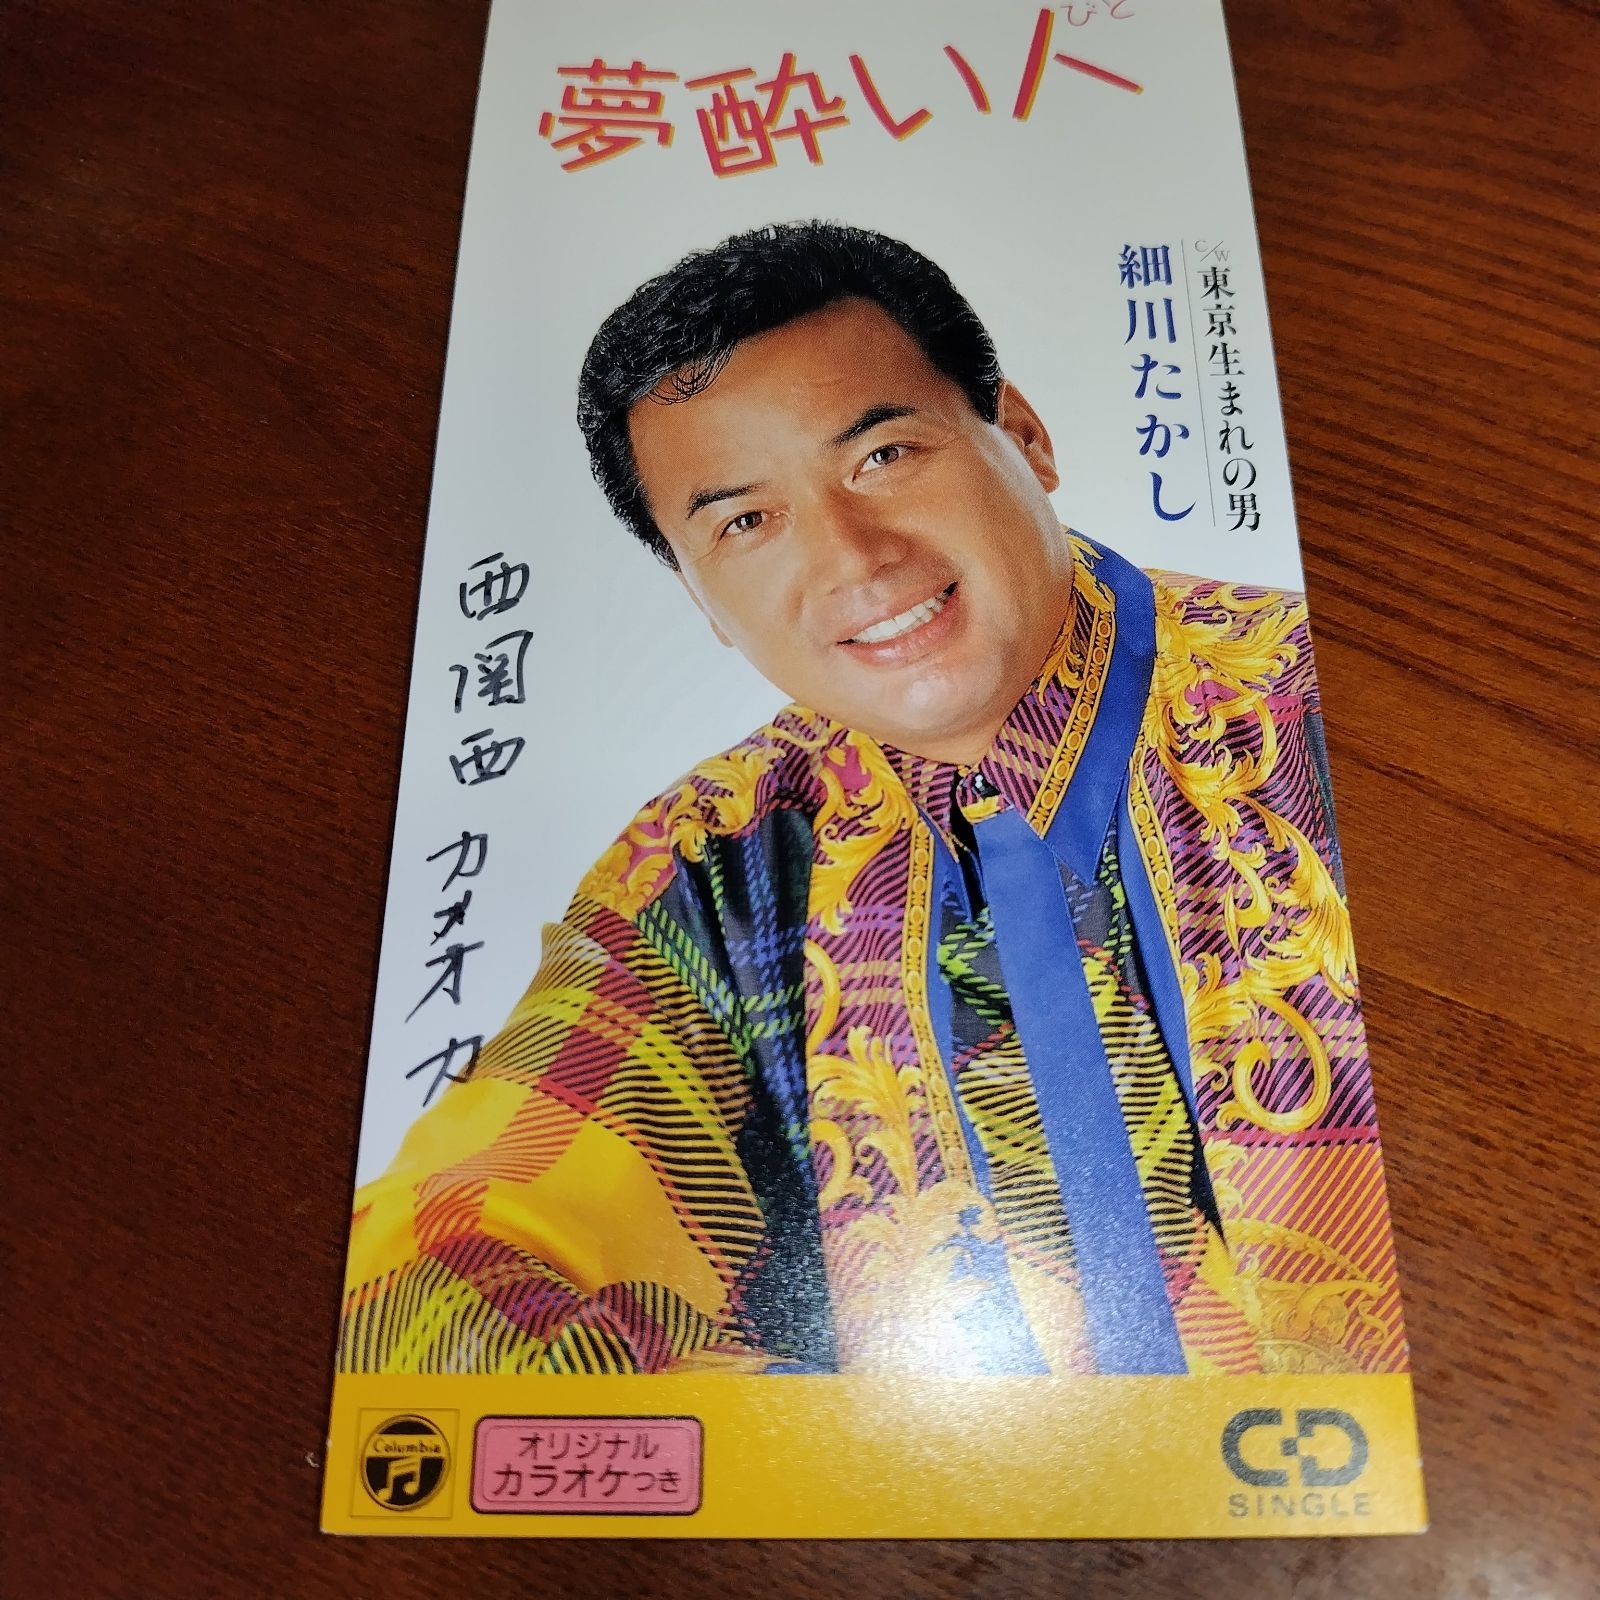 夢酔い人
びと
c/w 東京生まれの男
細川たかし
西関西カメオカ
Columbia
オリジナル
カラオケつき
CD
SINGLE